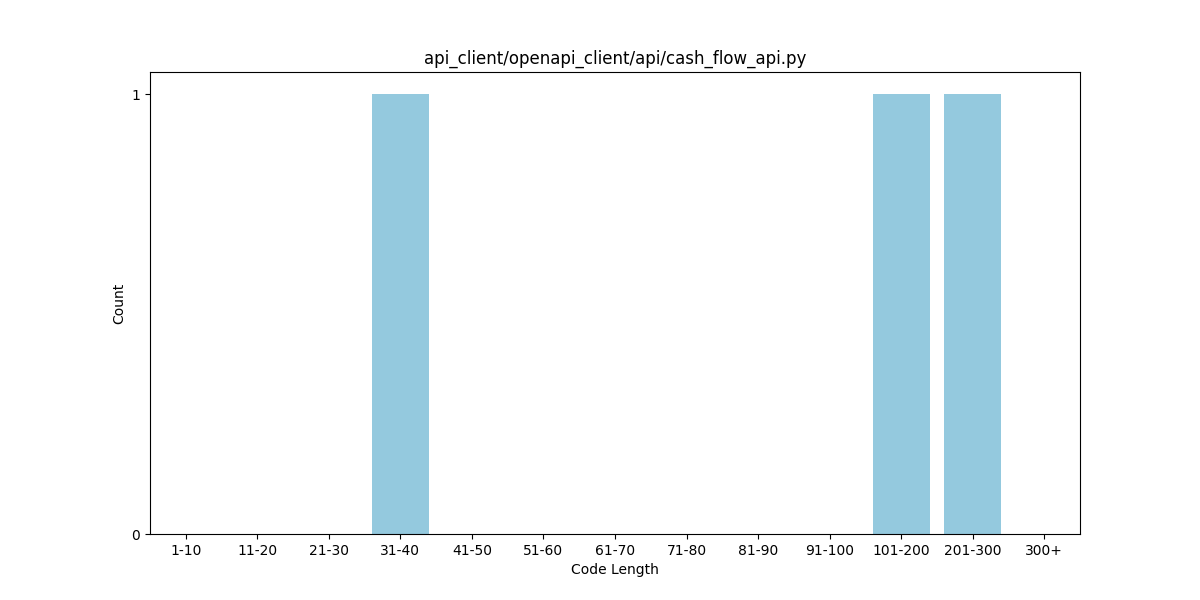 api_client/openapi_client/api/cash_flow_api.py
1
Count
0
1-10 11-20 21-30 31-40 41-50 51-60 61-70 71-80 81-90 91-100 101-200 201-300 300+
Code Length